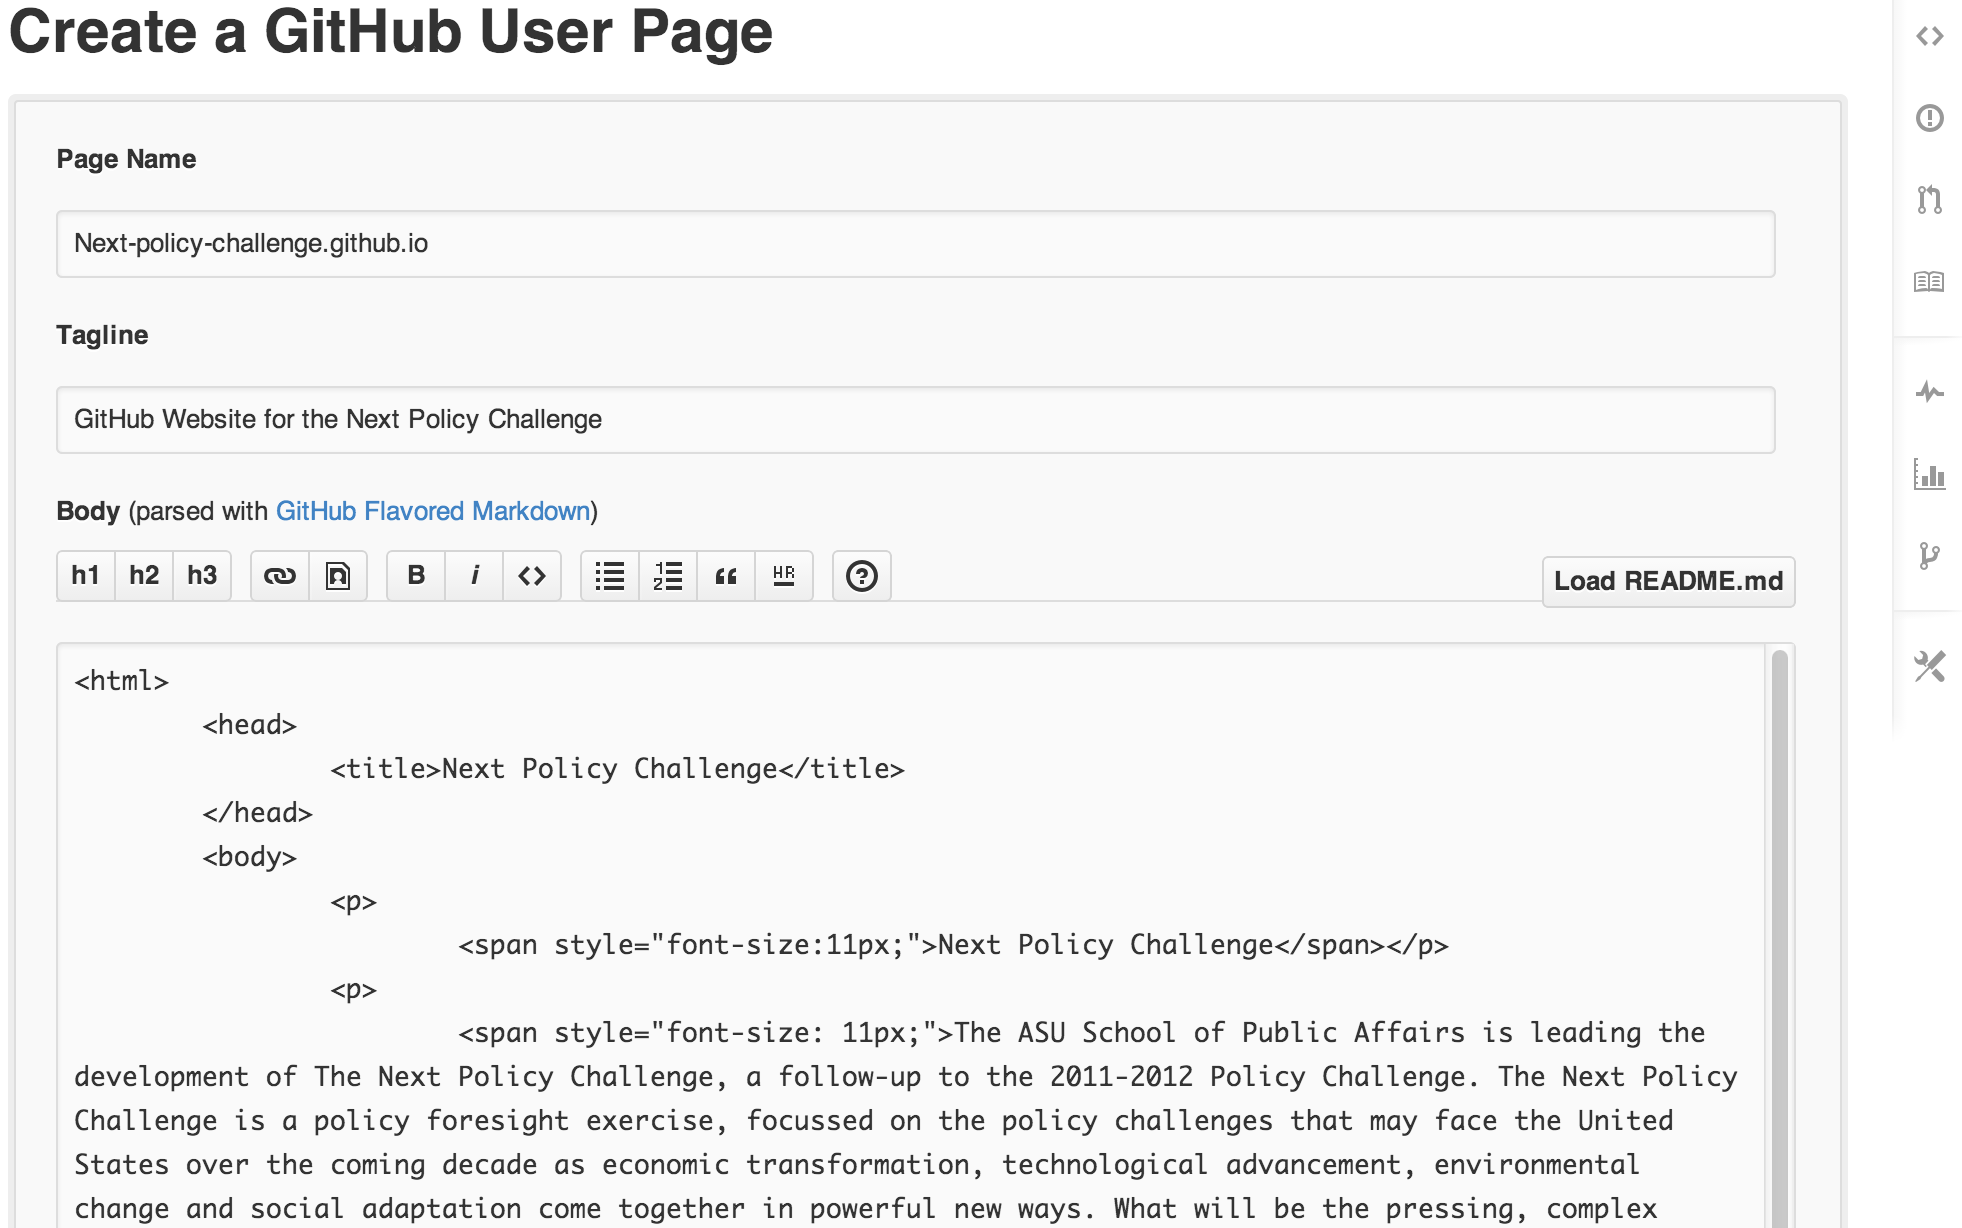 Create a GitHub User Page
Page Name
Next-policy-challenge.github.io
Tagline
GitHub Website for the Next Policy Challenge
Body (parsed with GitHub Flavored Markdown)
h1 h2 h3 B i <> 1 2 “ HR ? Load README.md
<html>
<head>
<title>Next Policy Challenge</title>
</head>
<body>
<p>
<span style="font-size:11px;">Next Policy Challenge</span></p>
<p>
<span style="font-size: 11px;">The ASU School of Public Affairs is leading the
development of The Next Policy Challenge, a follow-up to the 2011-2012 Policy Challenge. The Next Policy
Challenge is a policy foresight exercise, focussed on the policy challenges that may face the United
States over the coming decade as economic transformation, technological advancement, environmental
change and social adaptation come together in powerful new ways. What will be the pressing, complex